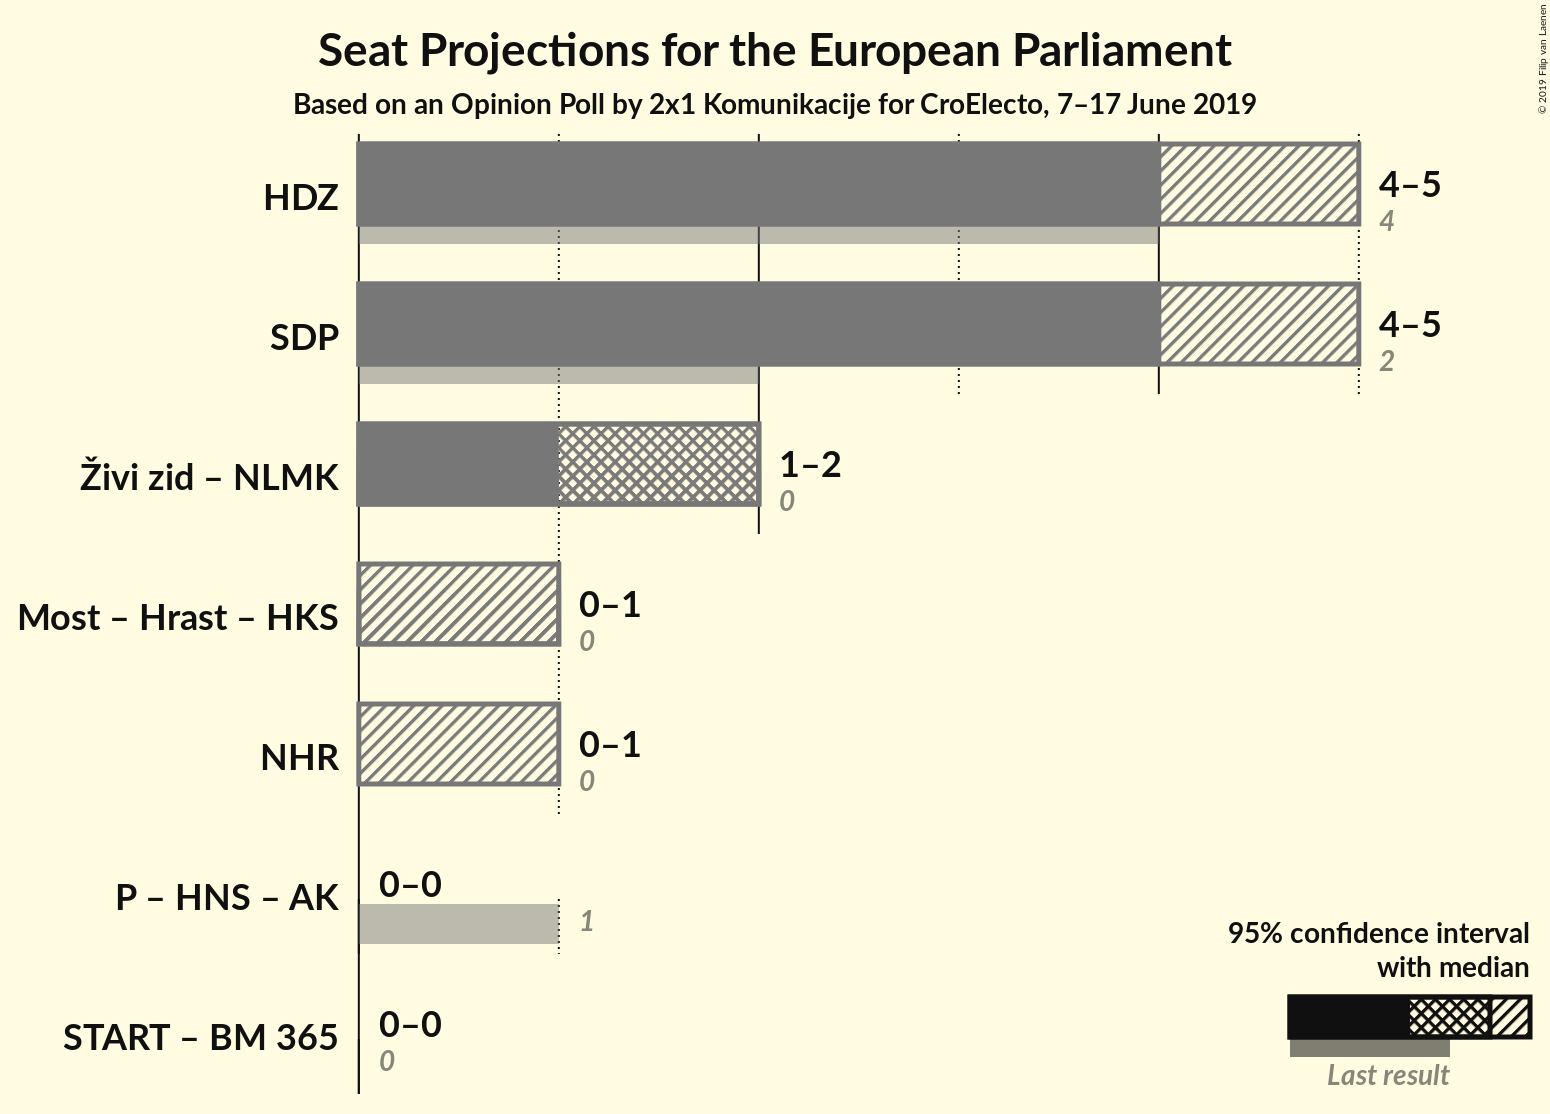 Seat Projections for the European Parliament
Based on an Opinion Poll by 2x1 Komunikacije for CroElecto, 7–17 June 2019
© 2019 Filip van Laenen
HDZ
4–5
4
SDP
4–5
2
Živi zid – NLMK
1–2
0
Most – Hrast – HKS
0–1
0
NHR
0–1
0
P – HNS – AK
0–0
1
START – BM 365
0–0
0
95% confidence interval
with median
Last result